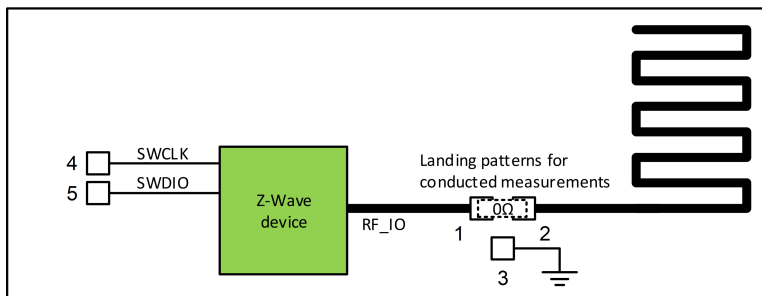 4
SWCLK
5
SWDIO
Z-Wave
device
RF_IO
Landing patterns for
conducted measurements
0Ω
1
2
3